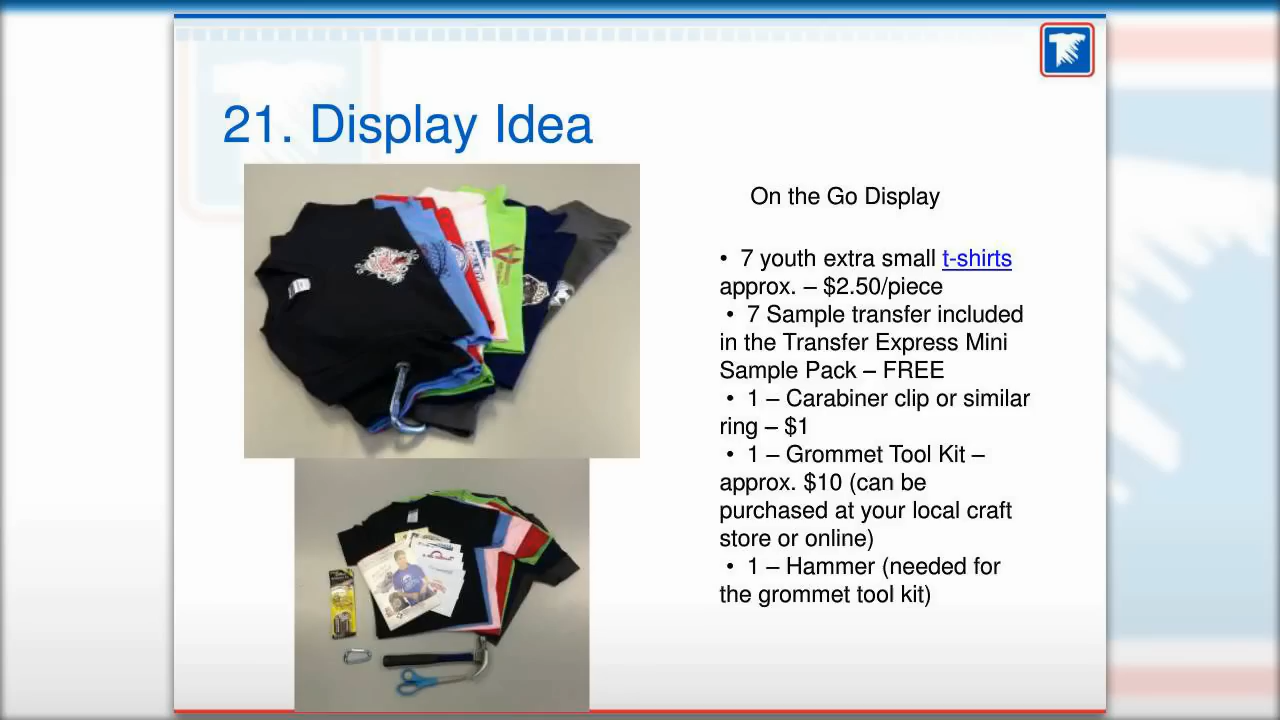 21. Display Idea
On the Go Display
• 7 youth extra small t-shirts
approx. – $2.50/piece
• 7 Sample transfer included
in the Transfer Express Mini
Sample Pack – FREE
• 1 – Carabiner clip or similar
ring – $1
• 1 – Grommet Tool Kit –
approx. $10 (can be
purchased at your local craft
store or online)
• 1 – Hammer (needed for
the grommet tool kit)